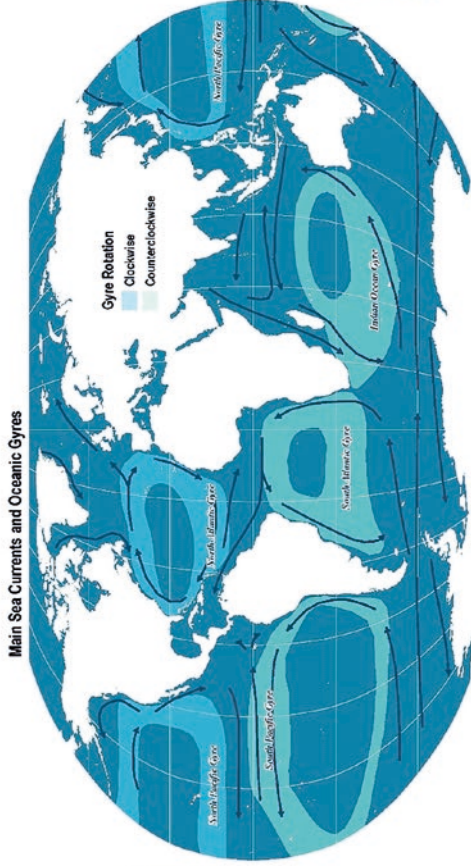 Main Sea Currents and Oceanic Gyres
Gyre Rotation
Clockwise
Counterclockwise
North Pacific Gyre
South Pacific Gyre
North Atlantic Gyre
South Atlantic Gyre
Indian Ocean Gyre
North Pacific Gyre